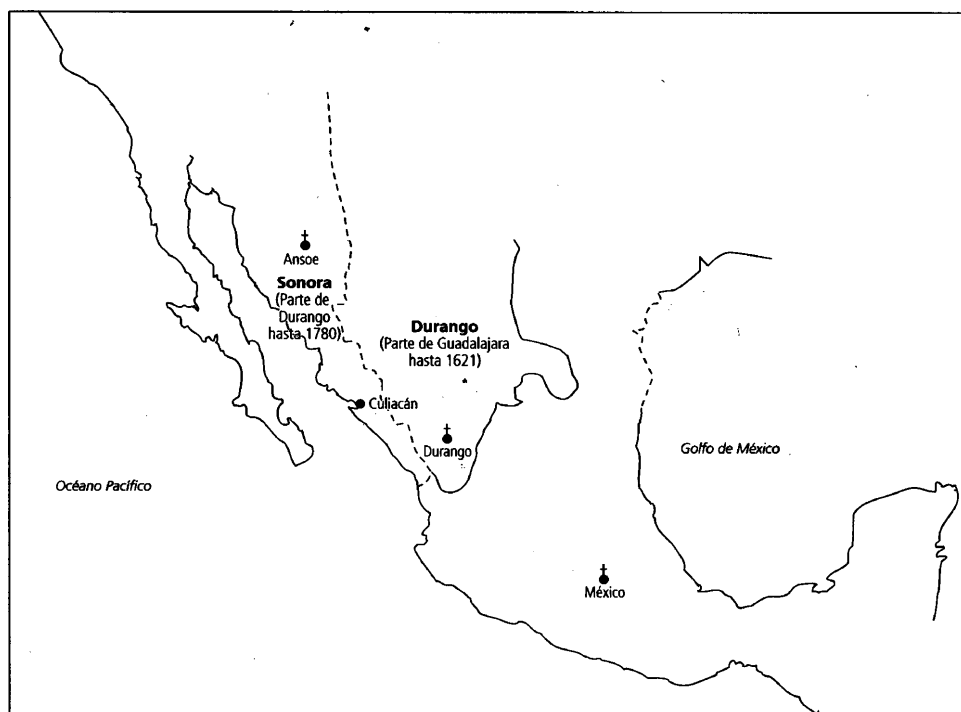 Ansoe
Sonora
(Parte de
Durango
hasta 1780)
Durango
(Parte de Guadalajara
hasta 1621)
Culiacán
Durango
Golfo de México
Océano Pacífico
México